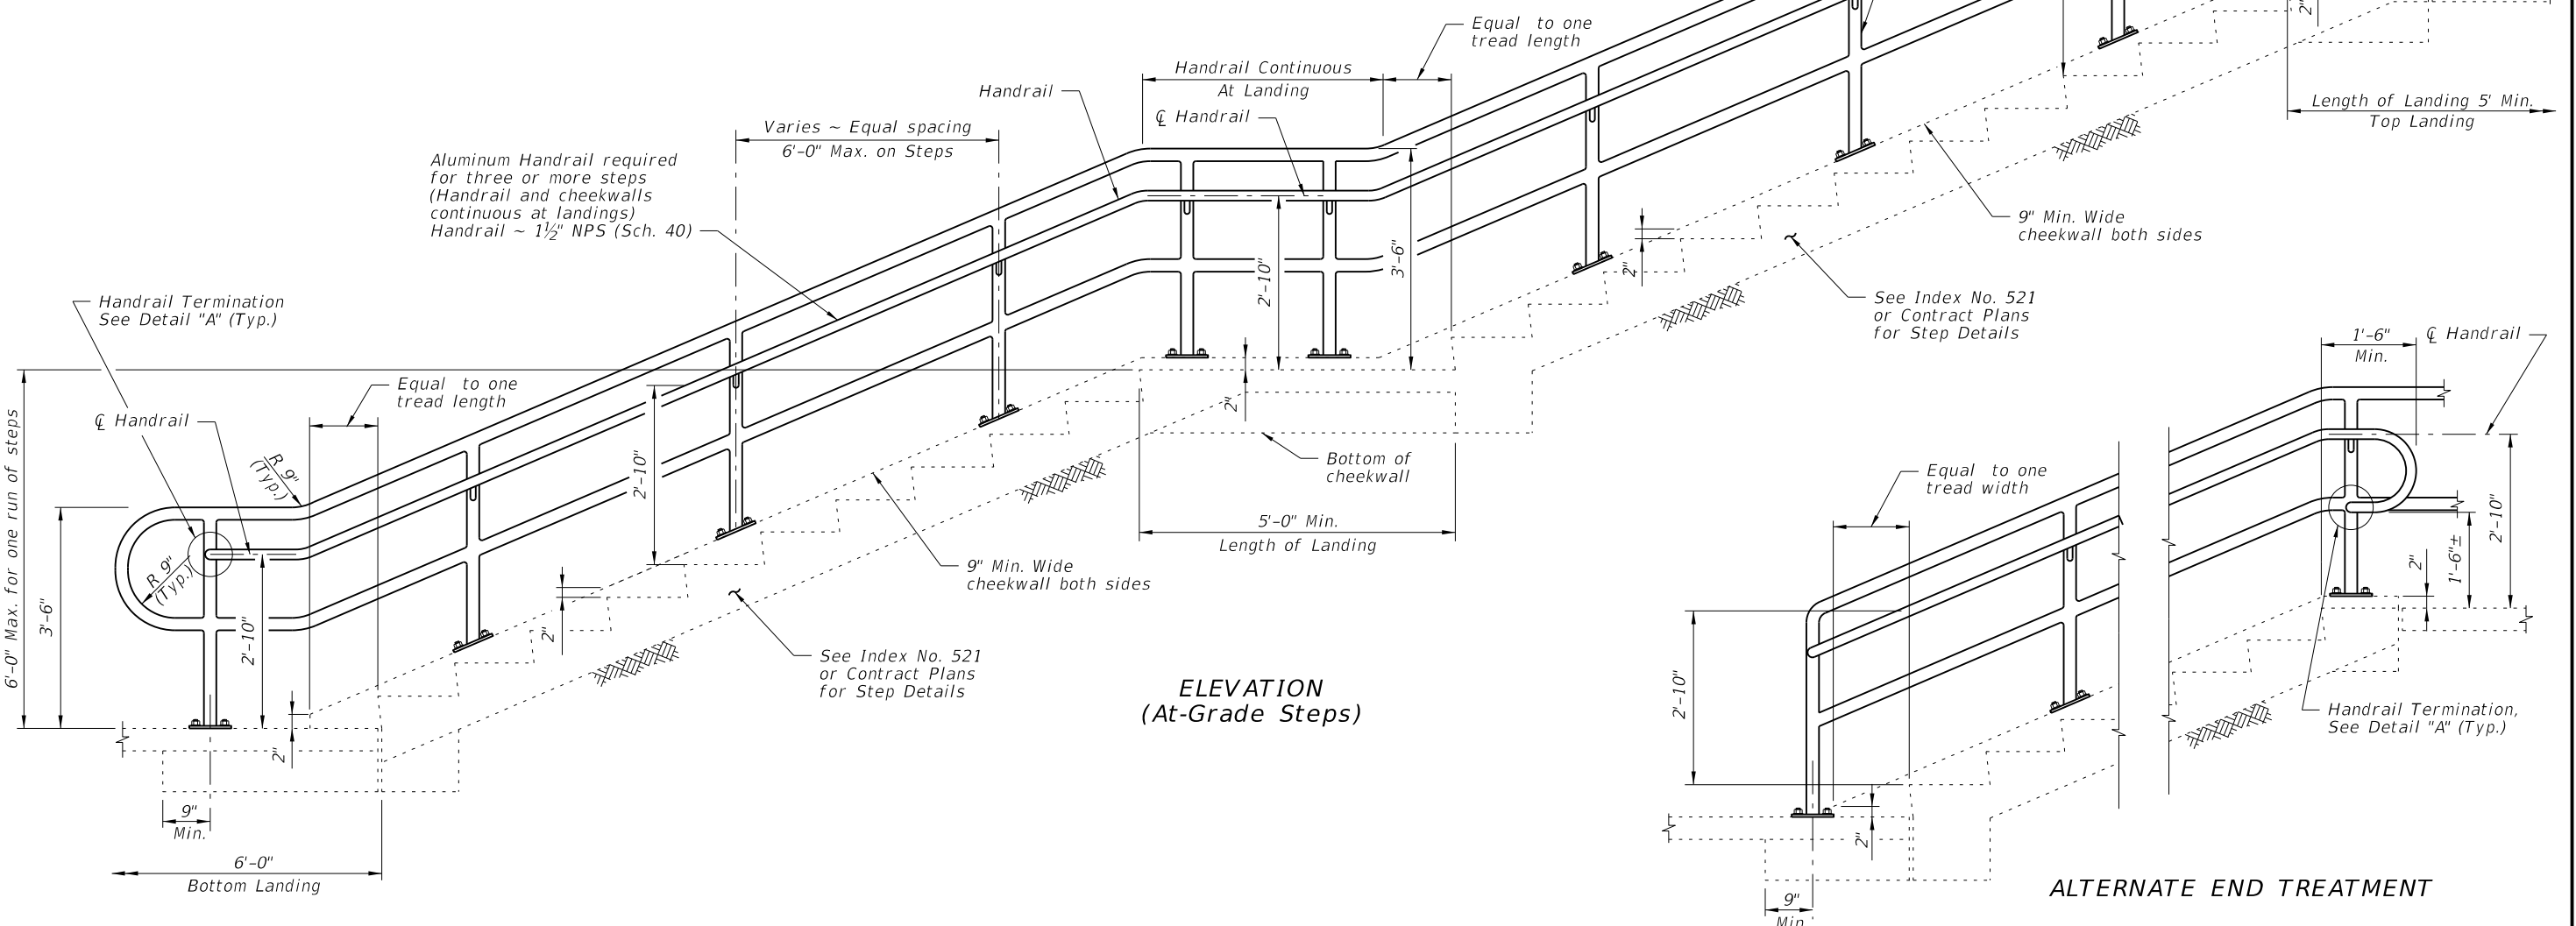 Equal to one
tread length
Handrail Continuous
At Landing
Handrail
℄ Handrail
Length of Landing 5' Min.
Top Landing
2"
Varies ~ Equal spacing
6'-0" Max. on Steps
Aluminum Handrail required
for three or more steps
(Handrail and cheekwalls
continuous at landings)
Handrail ~ 1½" NPS (Sch. 40)
9" Min. Wide
cheekwall both sides
2'-10"
3'-6"
2"
See Index No. 521
or Contract Plans
for Step Details
Handrail Termination
See Detail "A" (Typ.)
Equal to one
tread length
℄ Handrail
R 9"
(Typ.)
R 9"
(Typ.)
6'-0" Max. for one run of steps
3'-6"
2'-10"
2"
2'-10"
2"
2"
Bottom of
cheekwall
5'-0" Min.
Length of Landing
9" Min. Wide
cheekwall both sides
See Index No. 521
or Contract Plans
for Step Details
9"
Min.
6'-0"
Bottom Landing
ELEVATION
(At-Grade Steps)
1'-6"
Min.
℄ Handrail
Equal to one
tread width
2'-10"
2"
9"
Min.
2"
1'-6"±
2'-10"
Handrail Termination,
See Detail "A" (Typ.)
ALTERNATE END TREATMENT